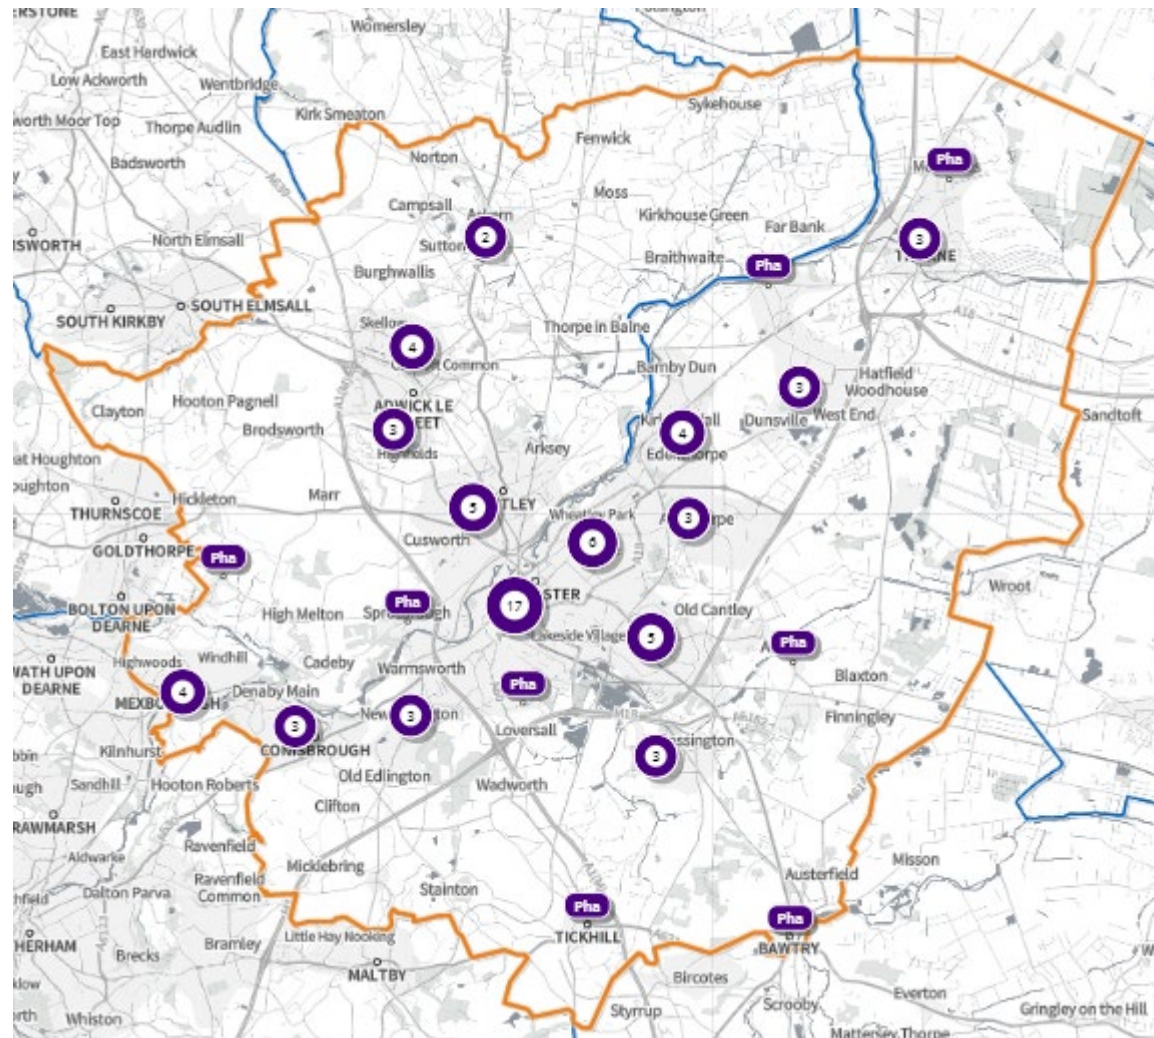 Womersley
East Hardwick
Low Ackworth
Wentbridge
Kirk Smeaton
Sykehouse
worth Moor Top
Thorpe Audlin
Fenwick
A19
Badsworth
Norton
Pha
A639
Moss
Campsall
Kirkhouse Green
Far Bank
North Elmsall
Sutton
2
3
Braithwaite
Pha
Burghwallis
SOUTH ELMSALL
SOUTH KIRKBY
A18
Skellow
Thorpe in Balne
4
Common
Barnby Dun
Hatfield
Woodhouse
3
ADWICK LE
Hooton Pagnell
Clayton
Dunsville
West End
Sandtoft
Brodsworth
3
4
Highfields
Arksey
Edenthorpe
Hickleton
Marr
THURNSCOE
5
Wheatley Park
3
GOLDTHORPE
Cusworth
6
Pha
Wroot
Pha
17
BOLTON UPON
DEARNE
High Melton
Old Cantley
Lakeside Village
5
Pha
Highwoods
Windhill
Cadeby
Warmsworth
WATH UPON
DEARNE
Blaxton
4
Denaby Main
Pha
3
3
Finningley
M18
Loversall
CONISBROUGH
Kilnhurst
3
Sandhill
Hooton Roberts
Old Edlington
Wadworth
Clifton
RAWMARSH
Ravenfield
Aldwarke
Micklebring
Misson
Austerfield
Dalton Parva
Ravenfield
Common
Stainton
Pha
Pha
TICKHILL
Little Hay Nooking
BAWTRY
HERHAM
Brecks
Bramley
MALTBY
Bircotes
Everton
Scrooby
Styrrup
Gringley on the Hill
Whiston
Mattersey Thorpe